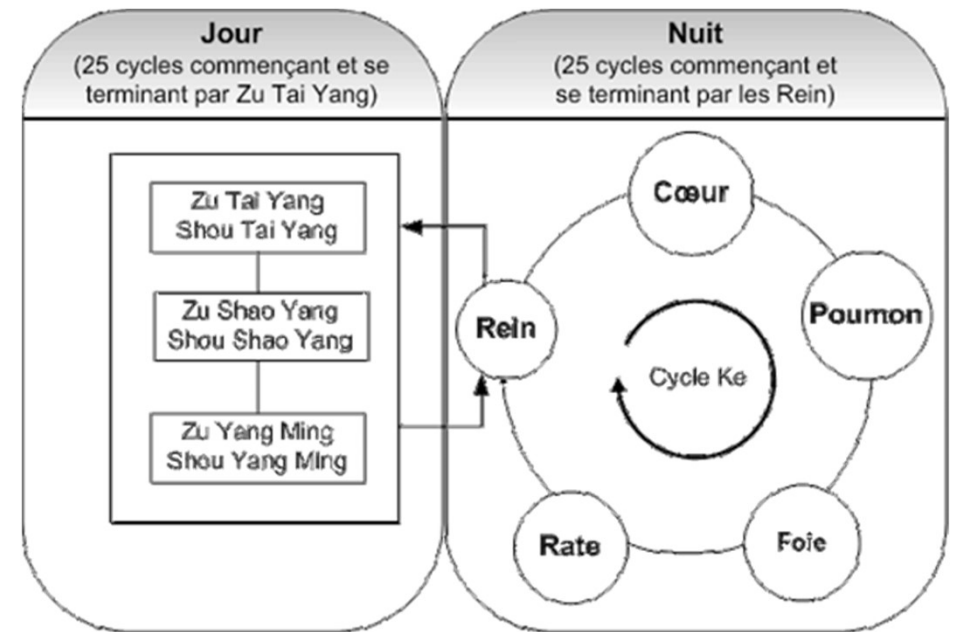 Jour
(25 cycles commençant et se
terminant par Zu Tai Yang)
Zu Tai Yang
Shou Tai Yang
Zu Shao Yang
Shou Shao Yang
Zu Yang Ming
Shou Yang Ming
Nuit
(25 cycles commençant et
se terminant par les Rein)
Cœur
Poumon
Rein
Cycle Ke
Rate
Foie